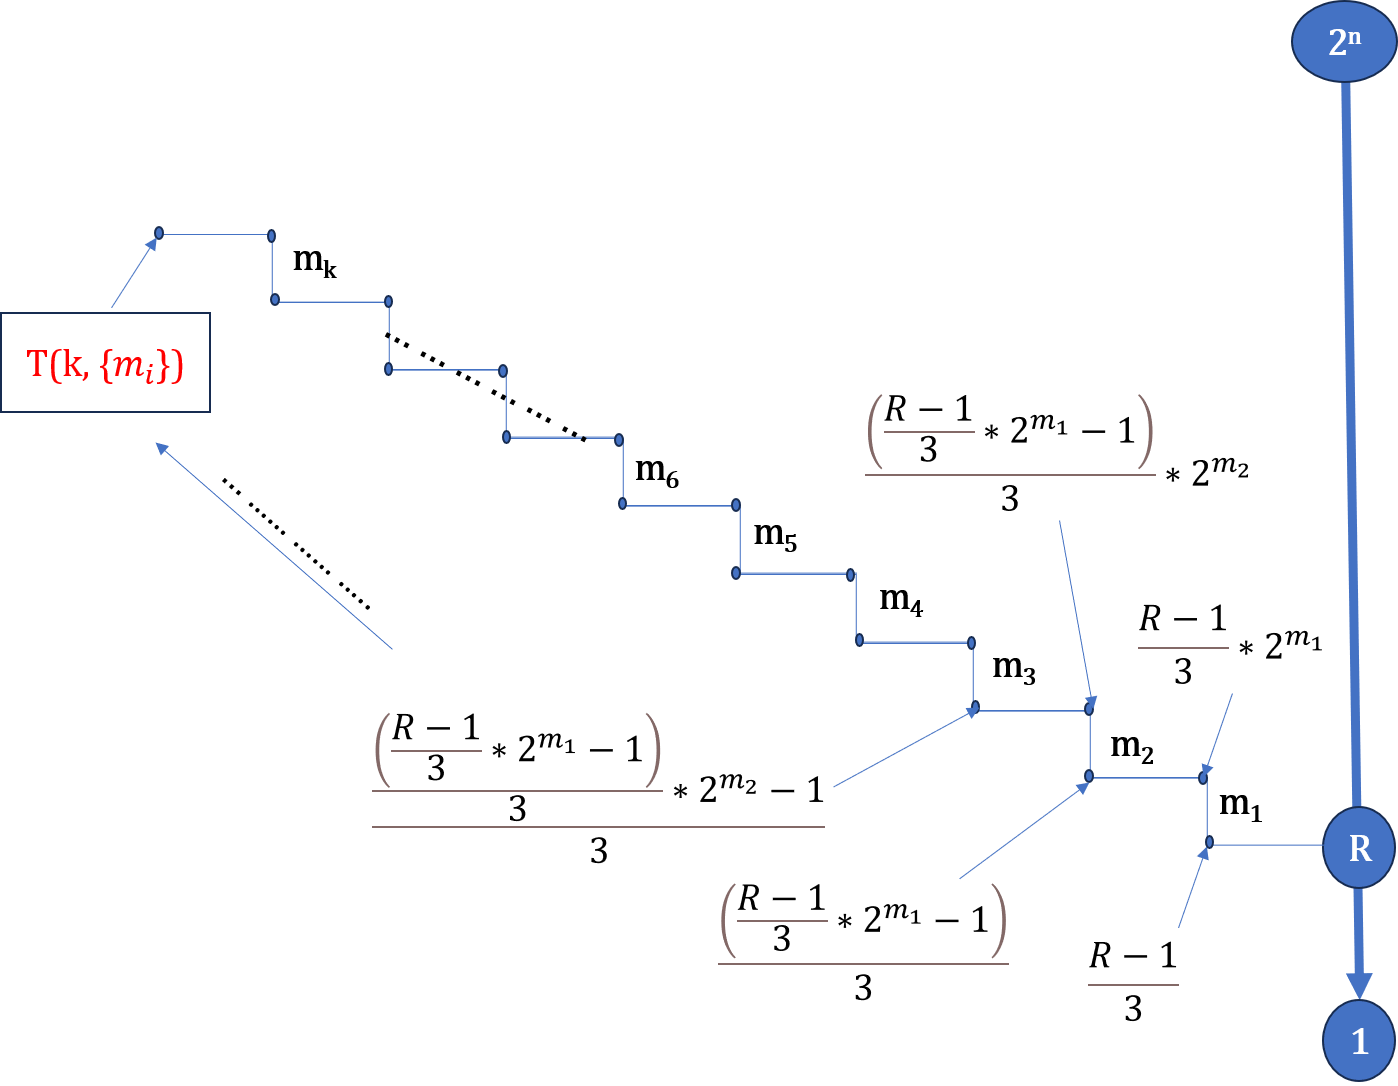 2ⁿ
mₖ
T(k, {mᵢ})
((R − 1)/3 ∗ 2^{m₁} − 1)/3 ∗ 2^{m₂}
m₆
m₅
m₄
(R − 1)/3 ∗ 2^{m₁}
m₃
(((R − 1)/3 ∗ 2^{m₁} − 1)/3 ∗ 2^{m₂} − 1)/3
m₂
m₁
R
((R − 1)/3 ∗ 2^{m₁} − 1)/3
(R − 1)/3
1